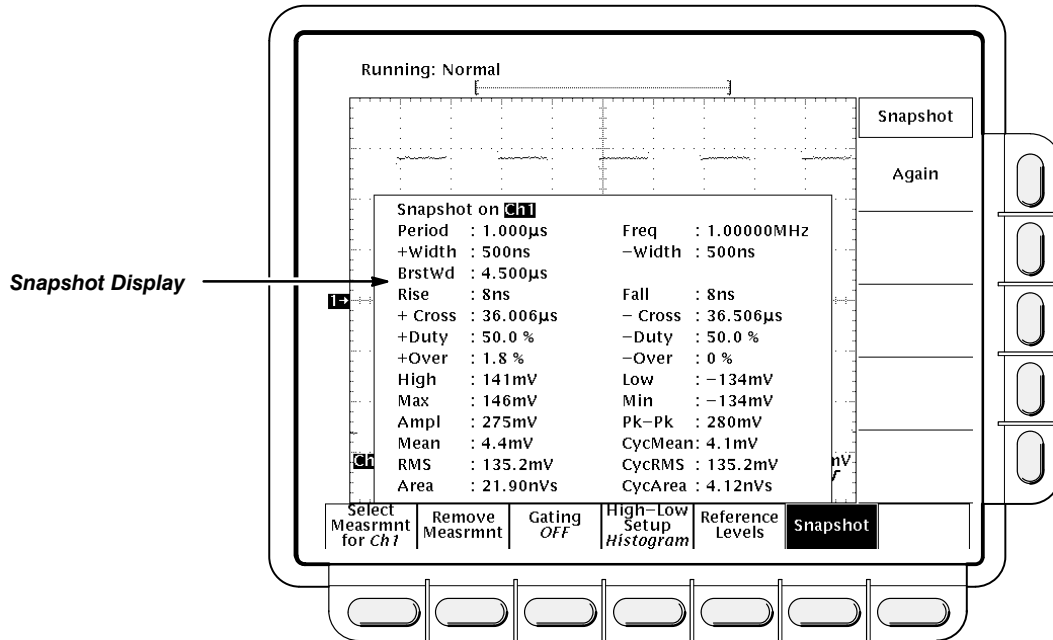 Running: Normal
Snapshot
Again
Snapshot on Ch1
Period : 1.000µs Freq : 1.00000MHz
+Width : 500ns −Width : 500ns
BrstWd : 4.500µs
Snapshot Display
Rise : 8ns Fall : 8ns
1→
+ Cross : 36.006µs − Cross : 36.506µs
+Duty : 50.0 % −Duty : 50.0 %
+Over : 1.8 % −Over : 0 %
High : 141mV Low : −134mV
Max : 146mV Min : −134mV
Ampl : 275mV Pk−Pk : 280mV
Mean : 4.4mV CycMean: 4.1mV
Ch mV
RMS : 135.2mV CycRMS : 135.2mV
Area : 21.90nVs CycArea : 4.12nVs
Select
Measrmnt
for Ch1
Remove
Measrmnt
Gating
OFF
High−Low
Setup
Histogram
Reference
Levels
Snapshot